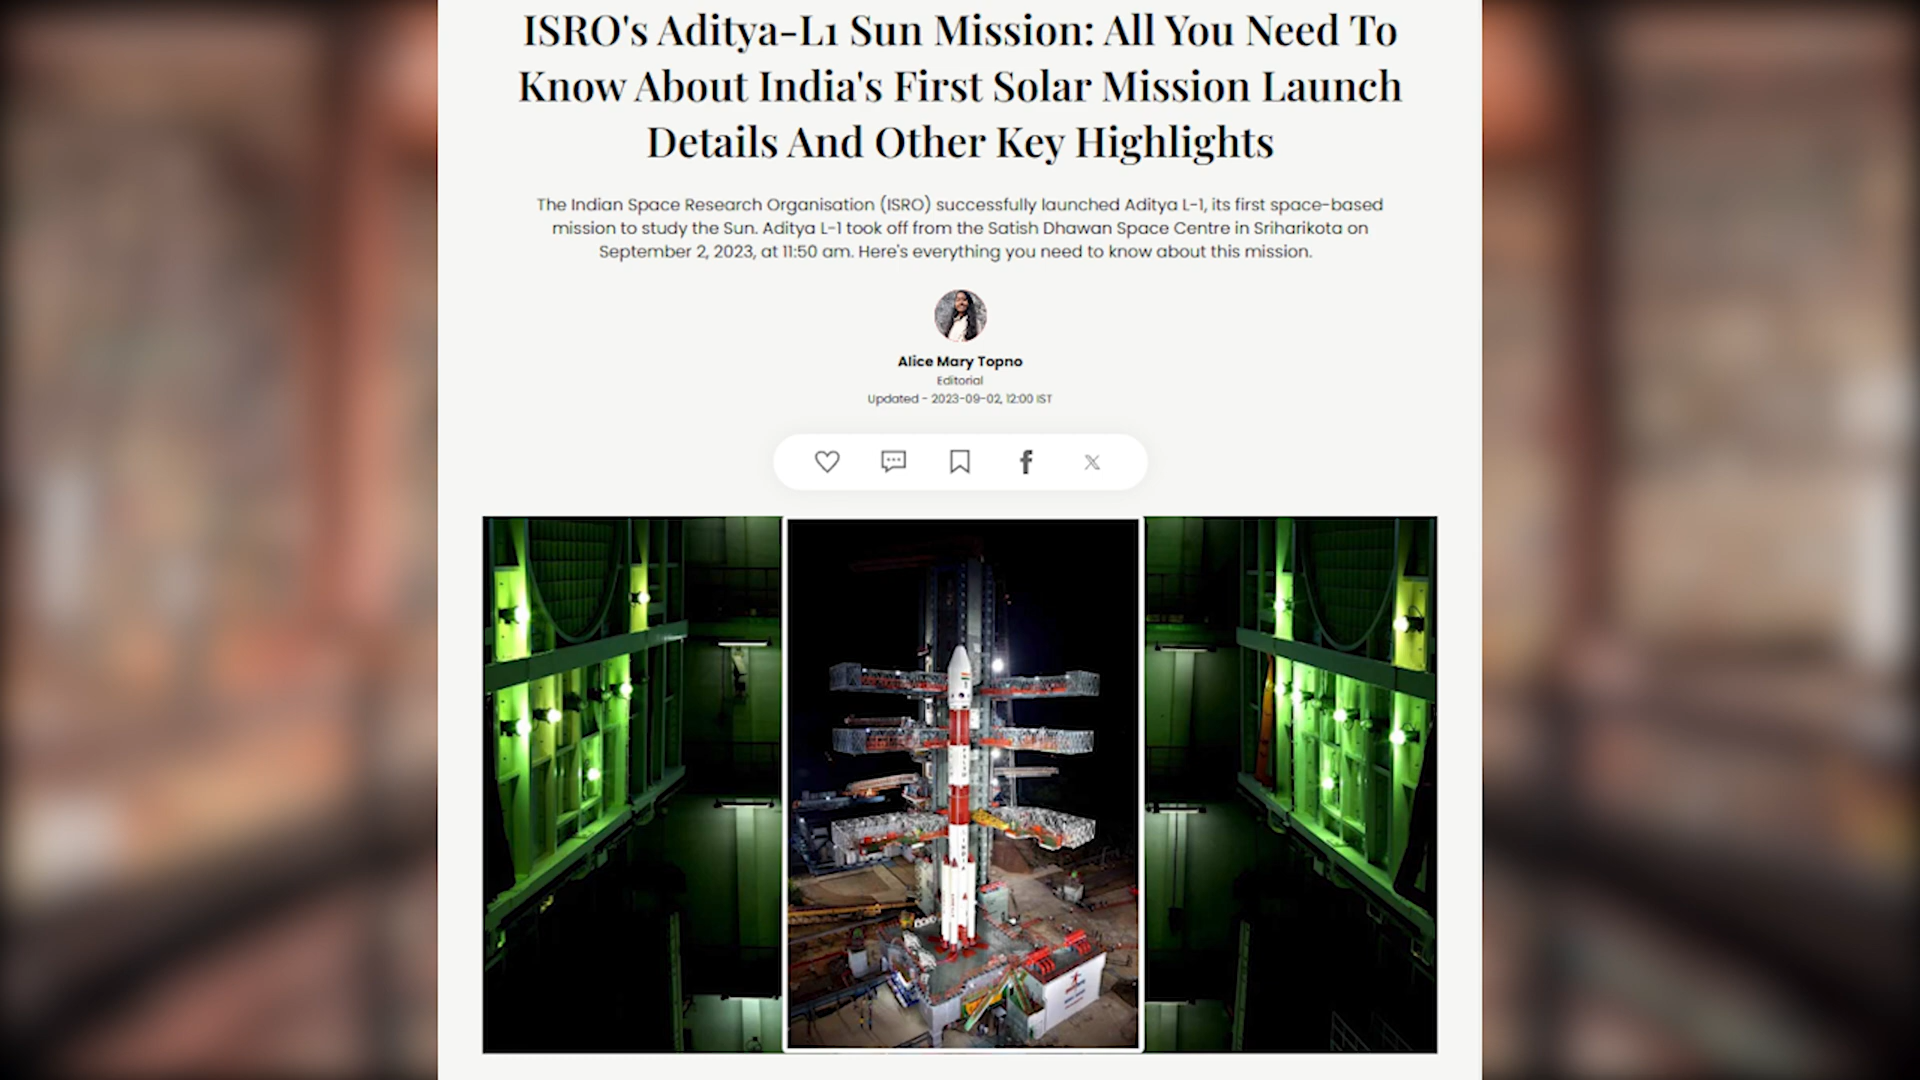 ISRO's Aditya-L1 Sun Mission: All You Need To
Know About India's First Solar Mission Launch
Details And Other Key Highlights
The Indian Space Research Organisation (ISRO) successfully launched Aditya L-1, its first space-based
mission to study the Sun. Aditya L-1 took off from the Satish Dhawan Space Centre in Sriharikota on
September 2, 2023, at 11:50 am. Here's everything you need to know about this mission.
Alice Mary Topno
Editorial
Updated - 2023-09-02, 12:00 IST
INDIA